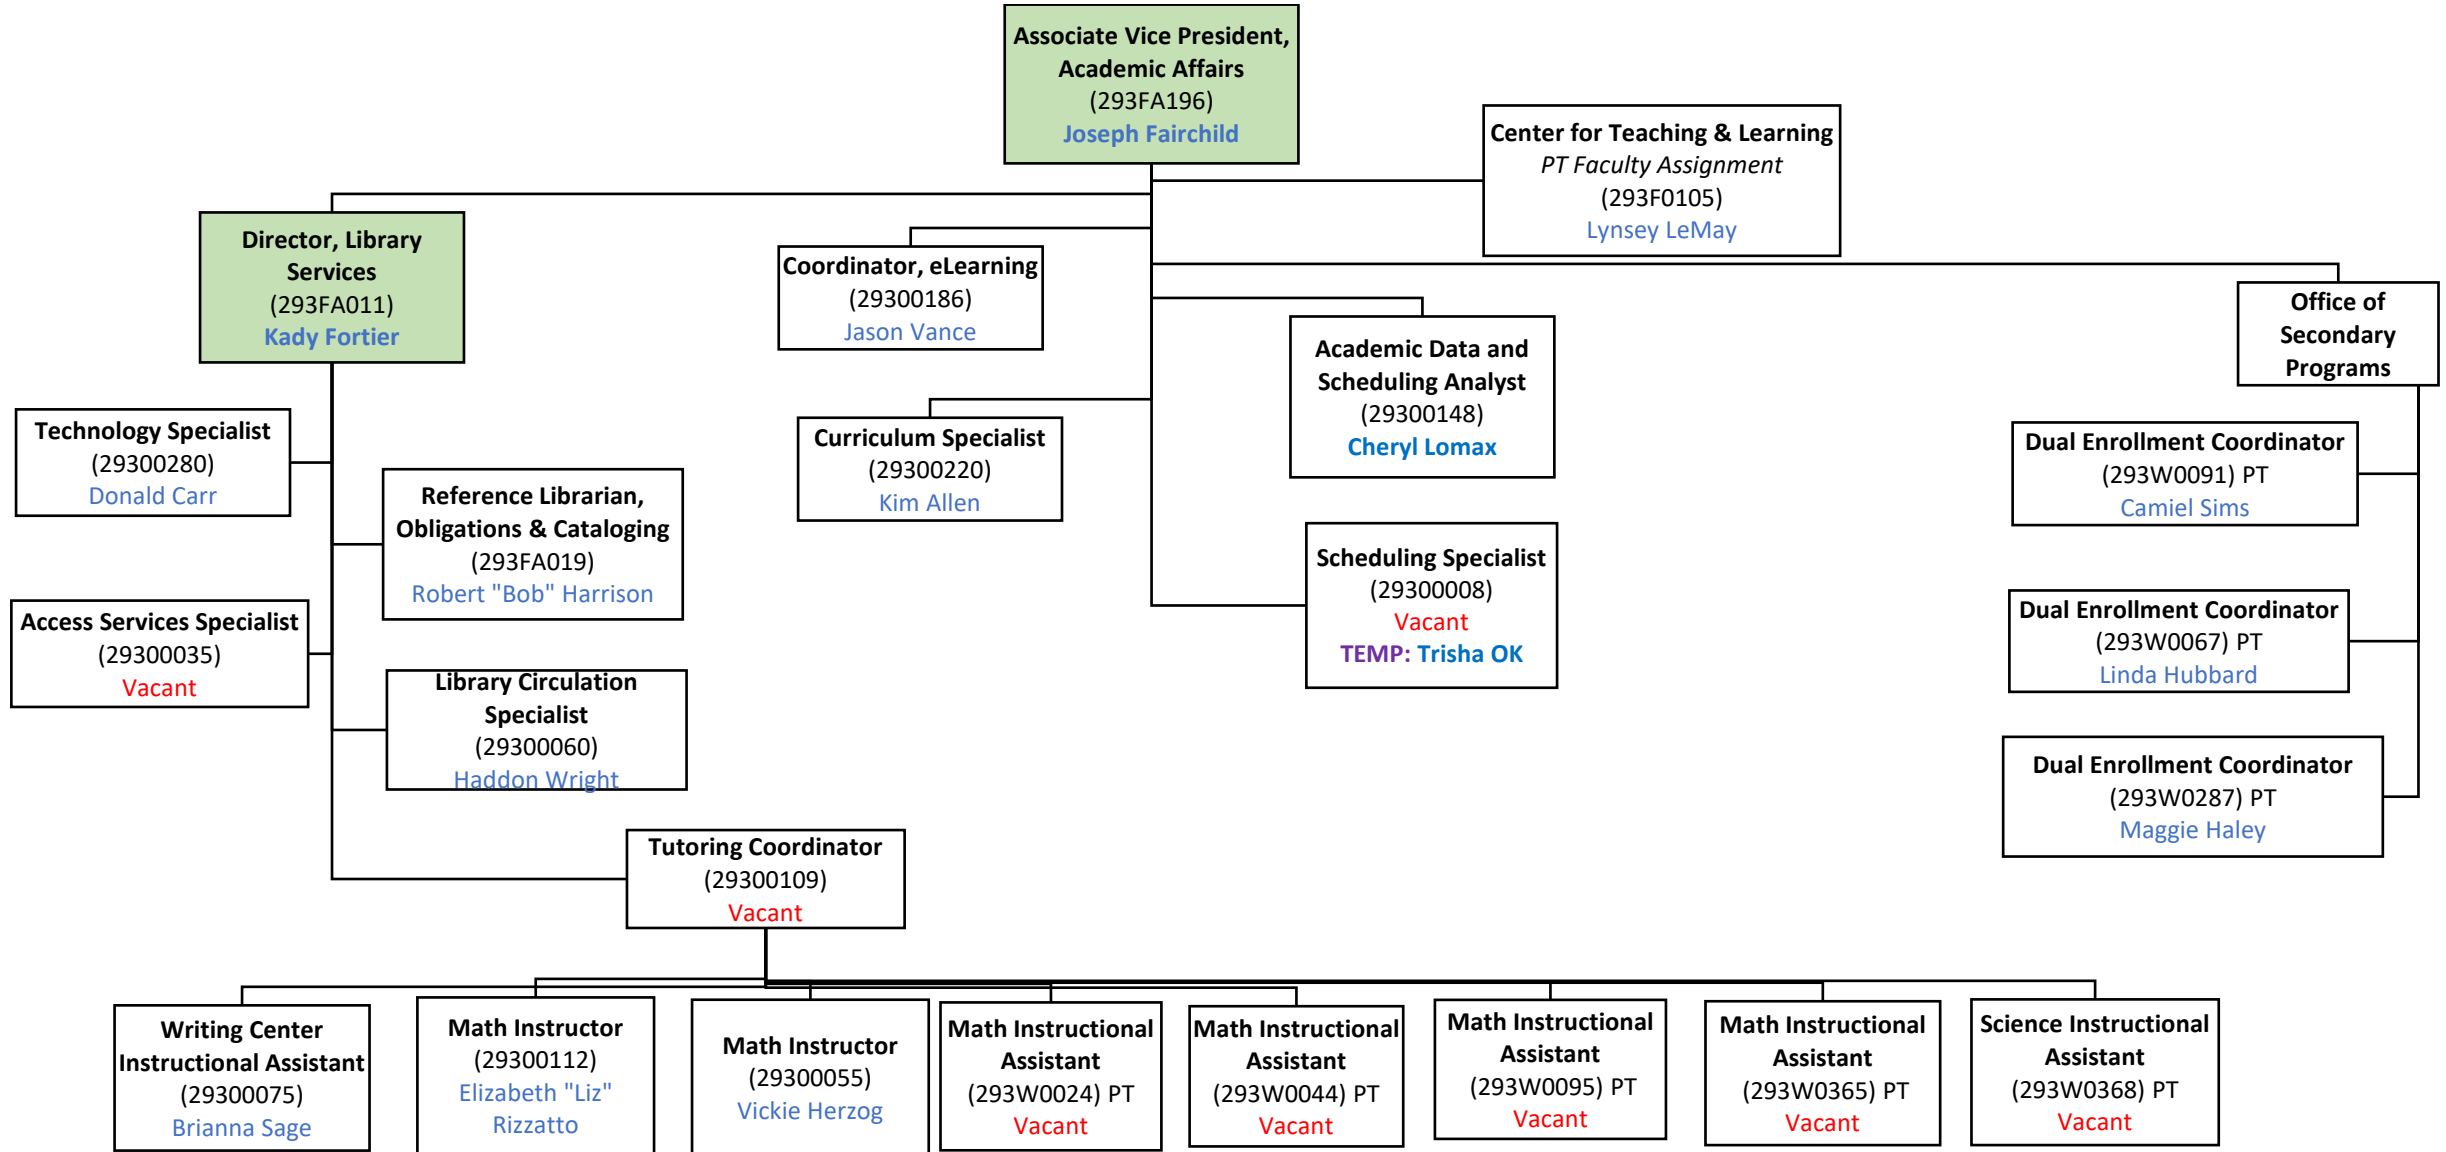 Associate Vice President,
Academic Affairs
(293FA196)
Joseph Fairchild
Center for Teaching & Learning
PT Faculty Assignment
(293F0105)
Lynsey LeMay
Director, Library
Services
(293FA011)
Kady Fortier
Coordinator, eLearning
(29300186)
Jason Vance
Office of
Secondary
Programs
Academic Data and
Scheduling Analyst
(29300148)
Cheryl Lomax
Technology Specialist
(29300280)
Donald Carr
Curriculum Specialist
(29300220)
Kim Allen
Dual Enrollment Coordinator
(293W0091) PT
Camiel Sims
Reference Librarian,
Obligations & Cataloging
(293FA019)
Robert "Bob" Harrison
Scheduling Specialist
(29300008)
Vacant
TEMP: Trisha OK
Access Services Specialist
(29300035)
Vacant
Dual Enrollment Coordinator
(293W0067) PT
Linda Hubbard
Library Circulation
Specialist
(29300060)
Haddon Wright
Dual Enrollment Coordinator
(293W0287) PT
Maggie Haley
Tutoring Coordinator
(29300109)
Vacant
Writing Center
Instructional Assistant
(29300075)
Brianna Sage
Math Instructor
(29300112)
Elizabeth "Liz"
Rizzatto
Math Instructor
(29300055)
Vickie Herzog
Math Instructional
Assistant
(293W0024) PT
Vacant
Math Instructional
Assistant
(293W0044) PT
Vacant
Math Instructional
Assistant
(293W0095) PT
Vacant
Math Instructional
Assistant
(293W0365) PT
Vacant
Science Instructional
Assistant
(293W0368) PT
Vacant